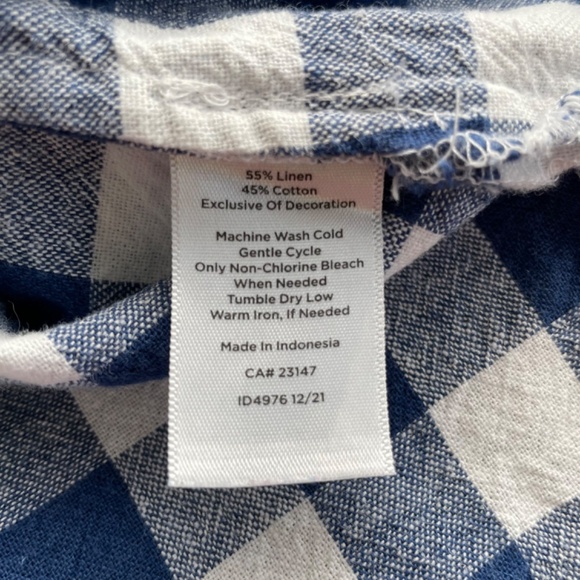 55% Linen
45% Cotton
Exclusive Of Decoration
Machine Wash Cold
Gentle Cycle
Only Non-Chlorine Bleach
When Needed
Tumble Dry Low
Warm Iron, If Needed
Made In Indonesia
CA# 23147
ID4976 12/21